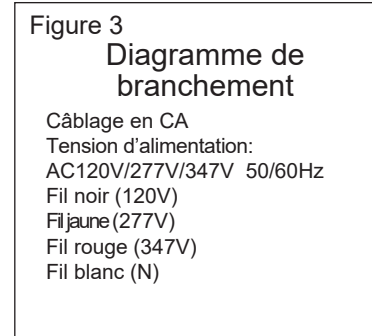 Figure 3
Diagramme de
branchement
Câblage en CA
Tension d'alimentation:
AC120V/277V/347V 50/60Hz
Fil noir (120V)
Fil jaune (277V)
Fil rouge (347V)
Fil blanc (N)